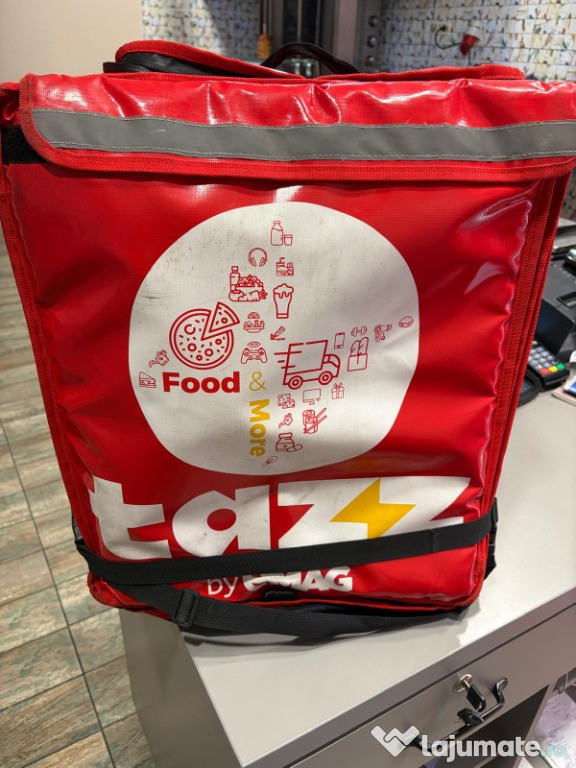 Food &
More
tazz
by eMAG
Lajumate.ro